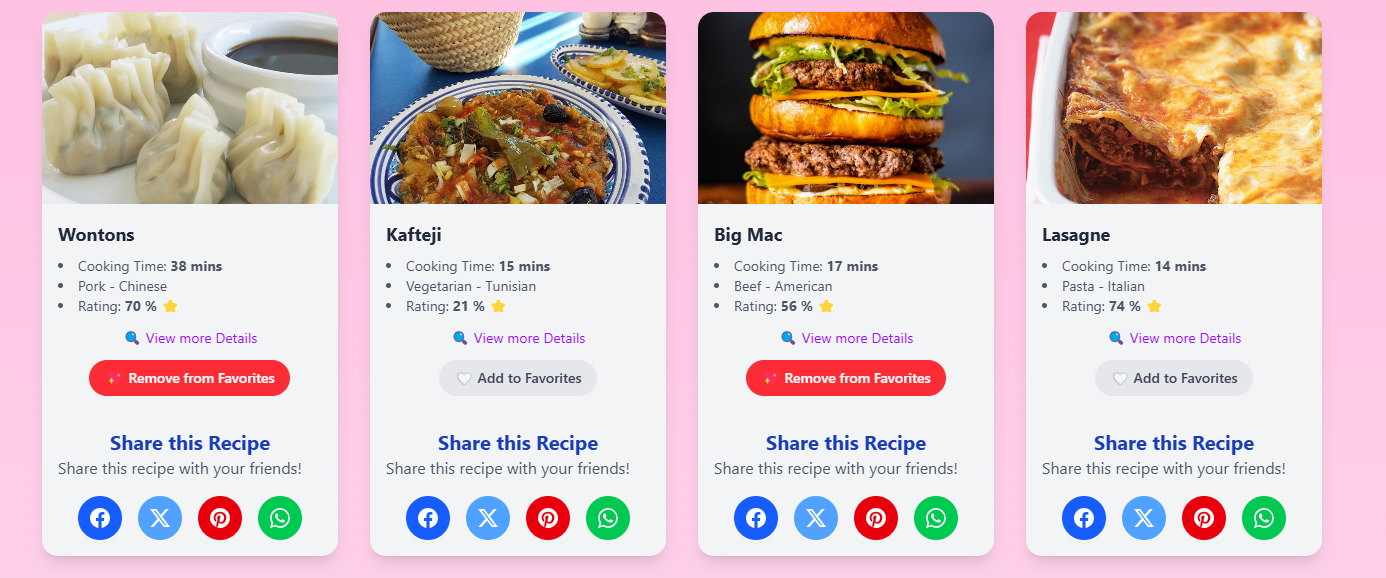 Wontons
Cooking Time: 38 mins
Pork - Chinese
Rating: 70 % ⭐
🔍 View more Details
💖 Remove from Favorites
Share this Recipe
Share this recipe with your friends!
Kafteji
Cooking Time: 15 mins
Vegetarian - Tunisian
Rating: 21 % ⭐
🔍 View more Details
🤍 Add to Favorites
Share this Recipe
Share this recipe with your friends!
Big Mac
Cooking Time: 17 mins
Beef - American
Rating: 56 % ⭐
🔍 View more Details
💖 Remove from Favorites
Share this Recipe
Share this recipe with your friends!
Lasagne
Cooking Time: 14 mins
Pasta - Italian
Rating: 74 % ⭐
🔍 View more Details
🤍 Add to Favorites
Share this Recipe
Share this recipe with your friends!